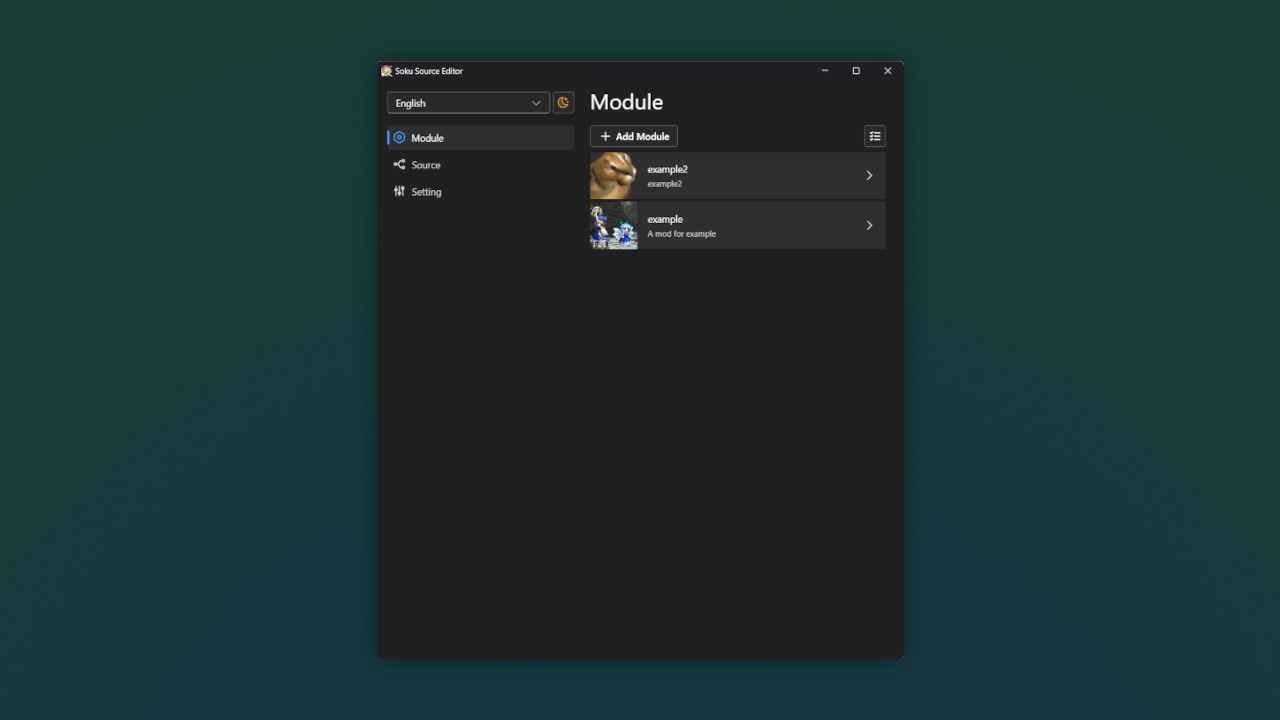 Soku Source Editor
English
Module
Source
Setting
Module
Add Module
example2
example2
example
A mod for example